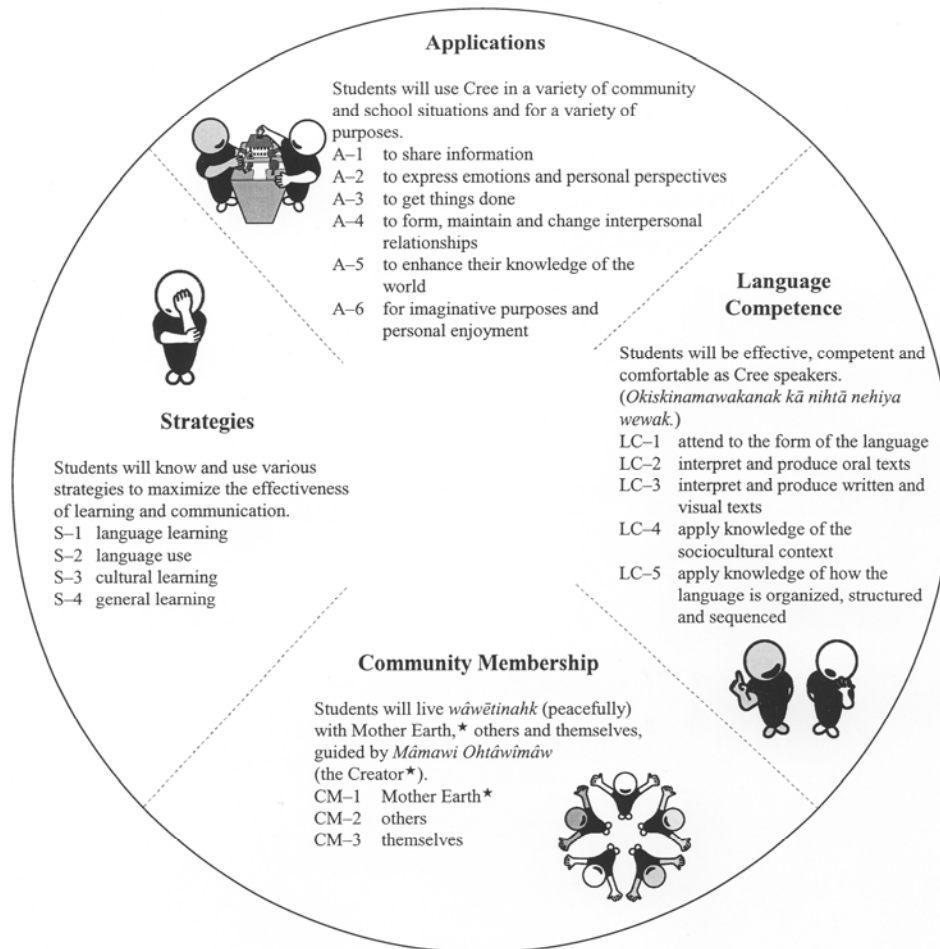 Applications
Students will use Cree in a variety of community
and school situations and for a variety of
purposes.
A–1 to share information
A–2 to express emotions and personal perspectives
A–3 to get things done
A–4 to form, maintain and change interpersonal
relationships
A–5 to enhance their knowledge of the
world
A–6 for imaginative purposes and
personal enjoyment
Language
Competence
Students will be effective, competent and
comfortable as Cree speakers.
(Okiskinamawakanak kā nihtā nehiya
wewak.)
LC–1 attend to the form of the language
LC–2 interpret and produce oral texts
LC–3 interpret and produce written and
visual texts
LC–4 apply knowledge of the
sociocultural context
LC–5 apply knowledge of how the
language is organized, structured
and sequenced
Strategies
Students will know and use various
strategies to maximize the effectiveness
of learning and communication.
S–1 language learning
S–2 language use
S–3 cultural learning
S–4 general learning
Community Membership
Students will live wâwētinahk (peacefully)
with Mother Earth,★ others and themselves,
guided by Mâmawi Ohtâwîmâw
(the Creator★).
CM–1 Mother Earth★
CM–2 others
CM–3 themselves